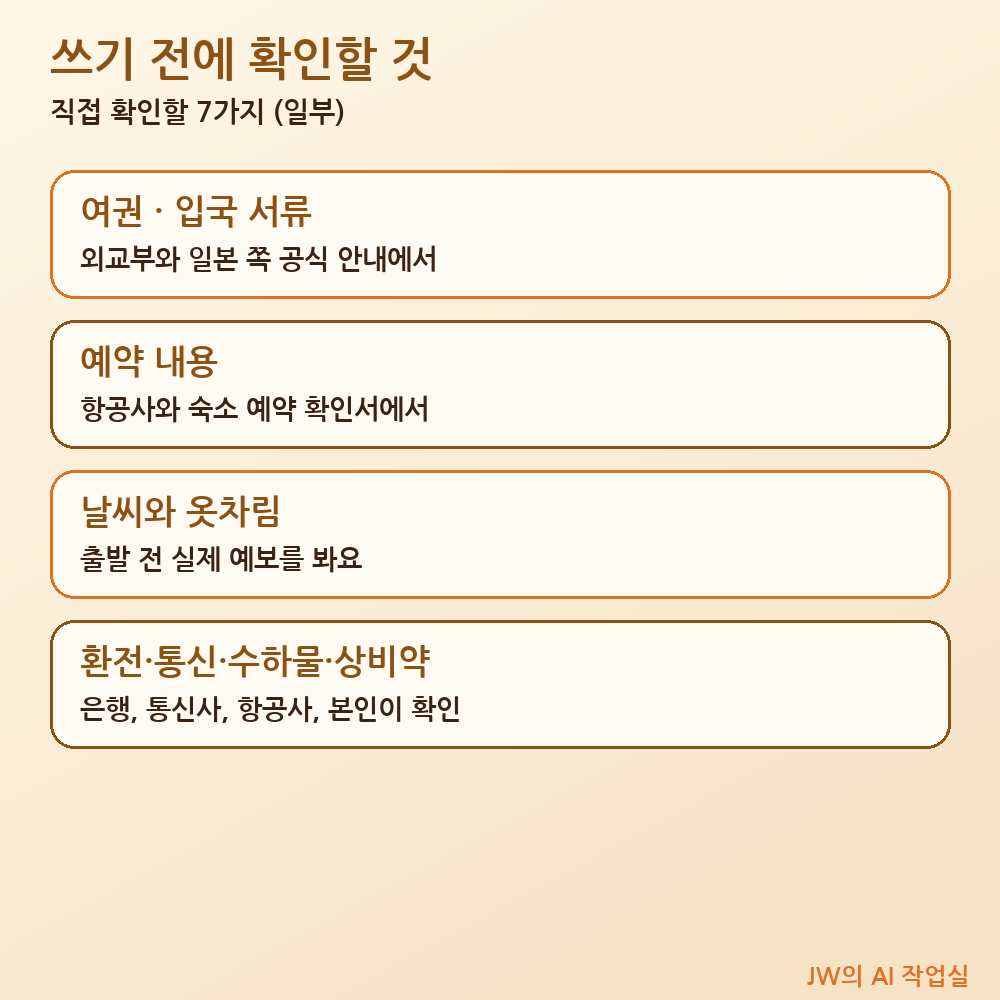 쓰기 전에 확인할 것
직접 확인할 7가지 (일부)
여권 · 입국 서류
외교부와 일본 쪽 공식 안내에서
예약 내용
항공사와 숙소 예약 확인서에서
날씨와 옷차림
출발 전 실제 예보를 봐요
환전·통신·수하물·상비약
은행, 통신사, 항공사, 본인이 확인
JW의 AI 작업실